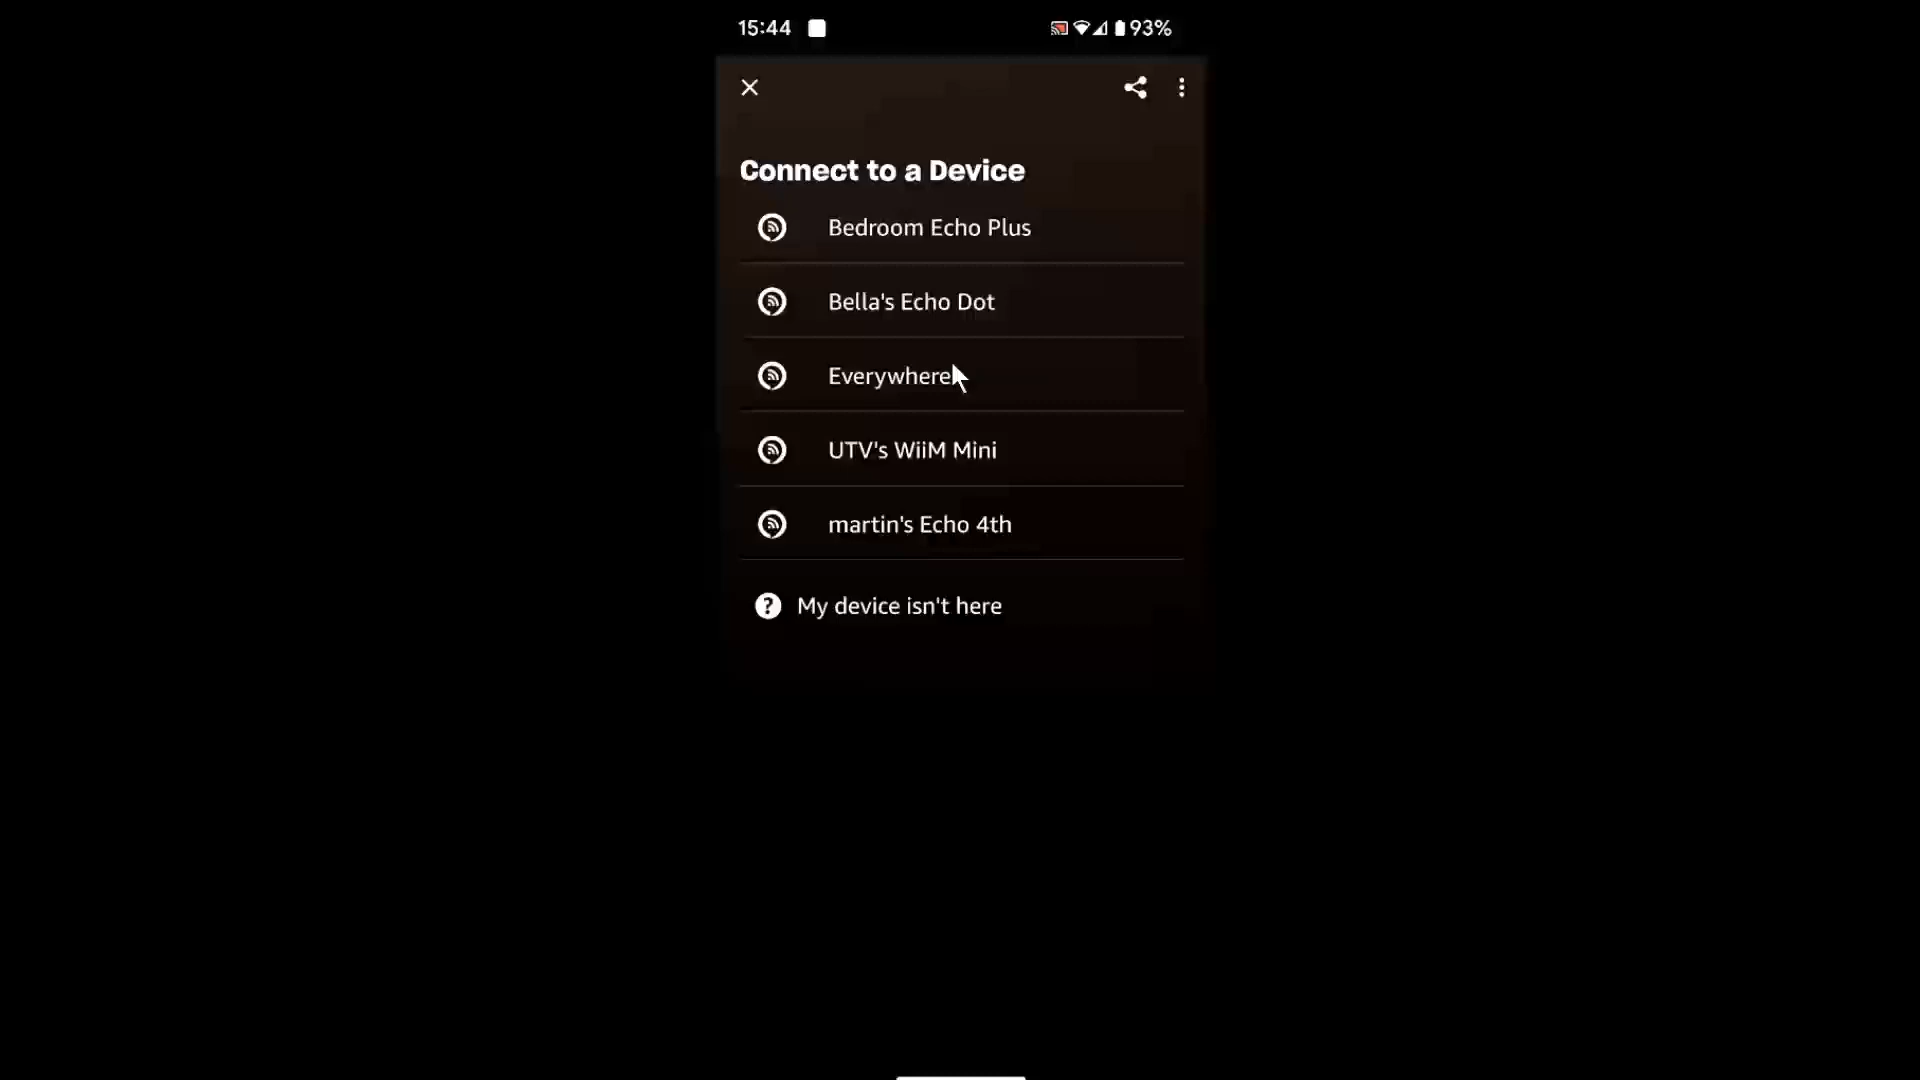 15:44 93%
Connect to a Device
Bedroom Echo Plus
Bella's Echo Dot
Everywhere
UTV's WiiM Mini
martin's Echo 4th
? My device isn't here